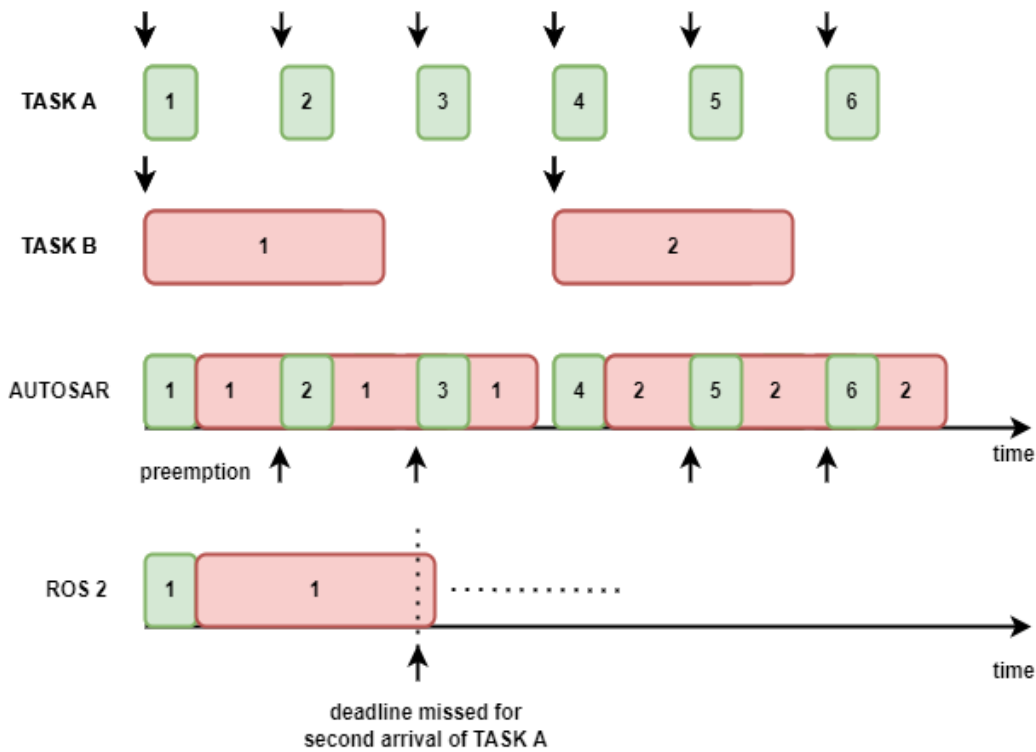 TASK A 1 2 3 4 5 6
TASK B 1 2
AUTOSAR 1 1 2 1 3 1 4 2 5 2 6 2
time
preemption
ROS 2 1 1
time
deadline missed for
second arrival of TASK A